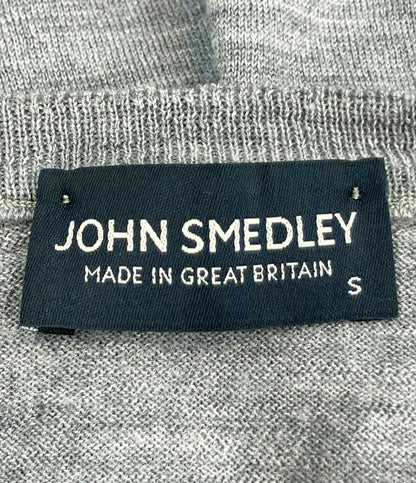 JOHN SMEDLEY
MADE IN GREAT BRITAIN
S